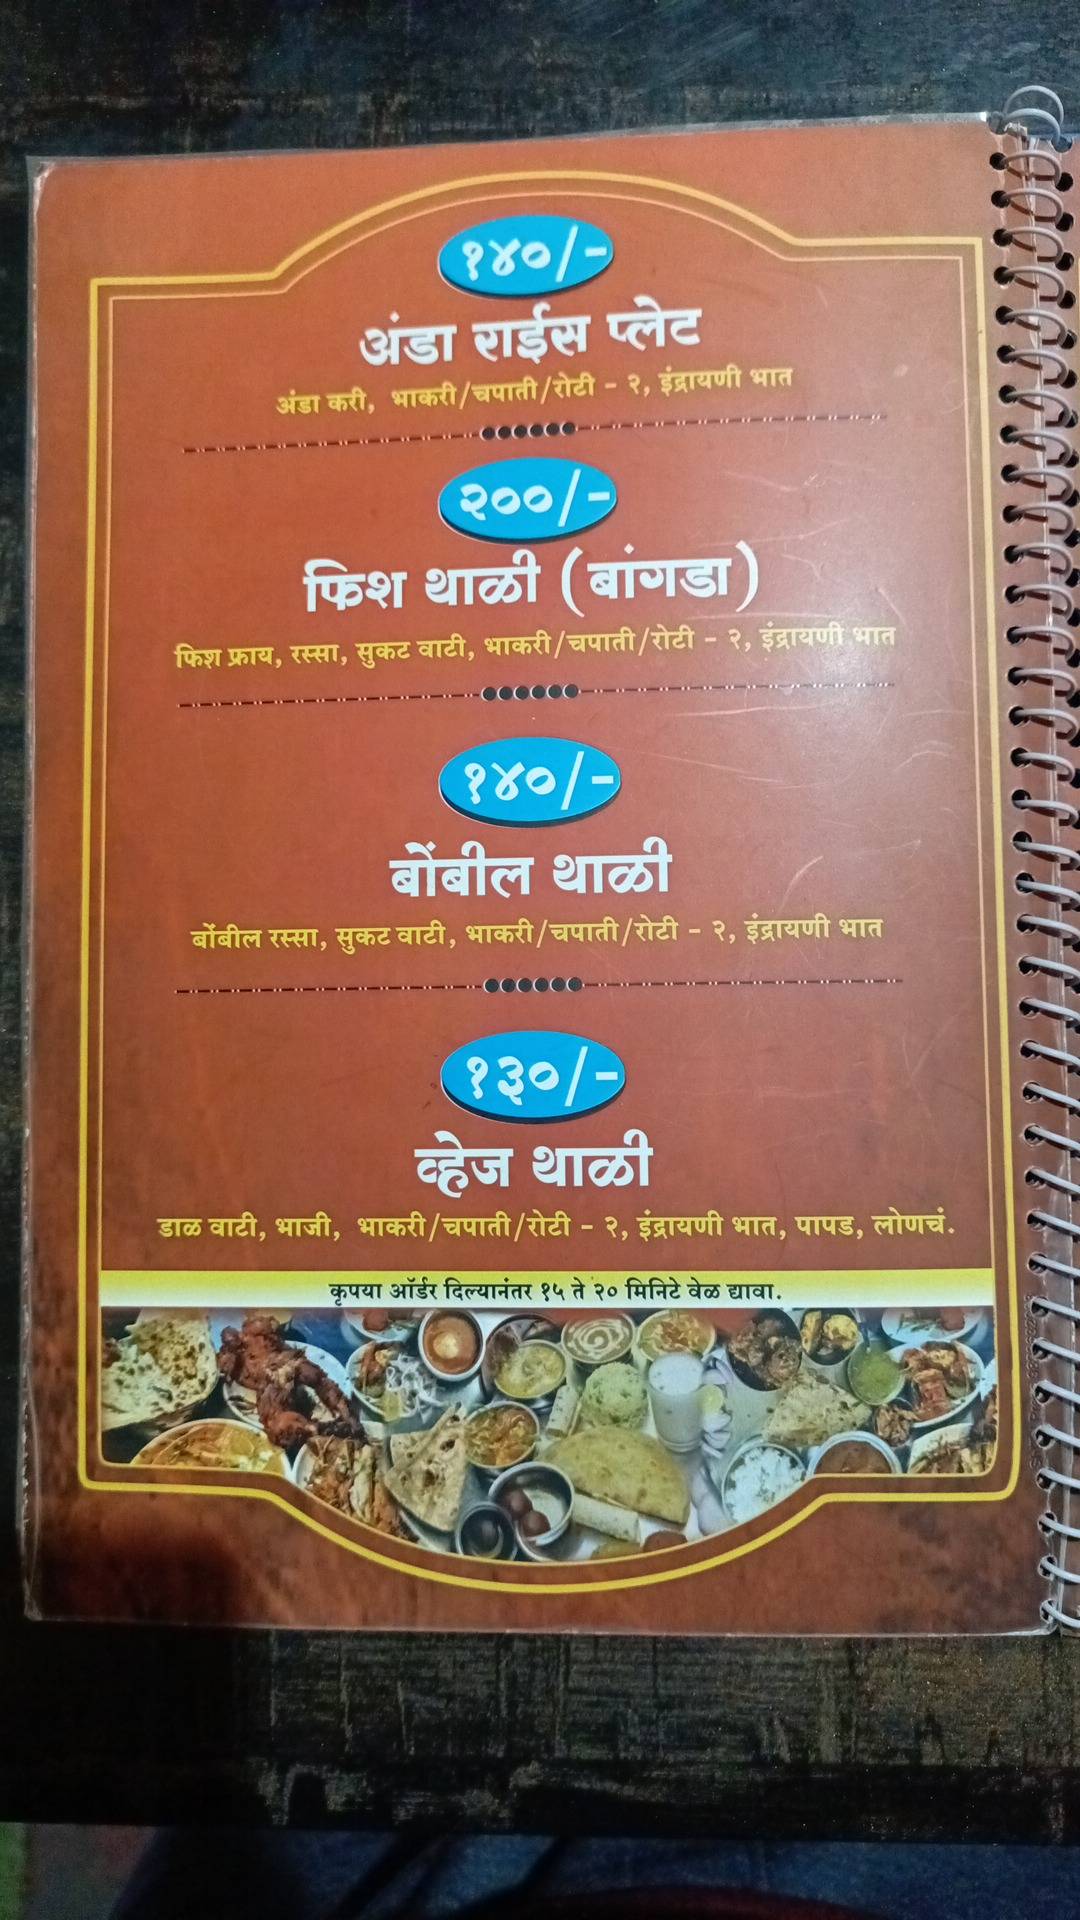 १४०/-
अंडा राईस प्लेट
अंडा करी, भाकरी/चपाती/रोटी - २, इंद्रायणी भात
२००/-
फिश थाळी (बांगडा)
फिश फ्राय, रस्सा, सुकट वाटी, भाकरी/चपाती/रोटी - २, इंद्रायणी भात
१४०/-
बोंबील थाळी
बोंबील रस्सा, सुकट वाटी, भाकरी/चपाती/रोटी - २, इंद्रायणी भात
१३०/-
व्हेज थाळी
डाळ वाटी, भाजी, भाकरी/चपाती/रोटी - २, इंद्रायणी भात, पापड, लोणचं.
कृपया ऑर्डर दिल्यानंतर १५ ते २० मिनिटे वेळ द्यावा.